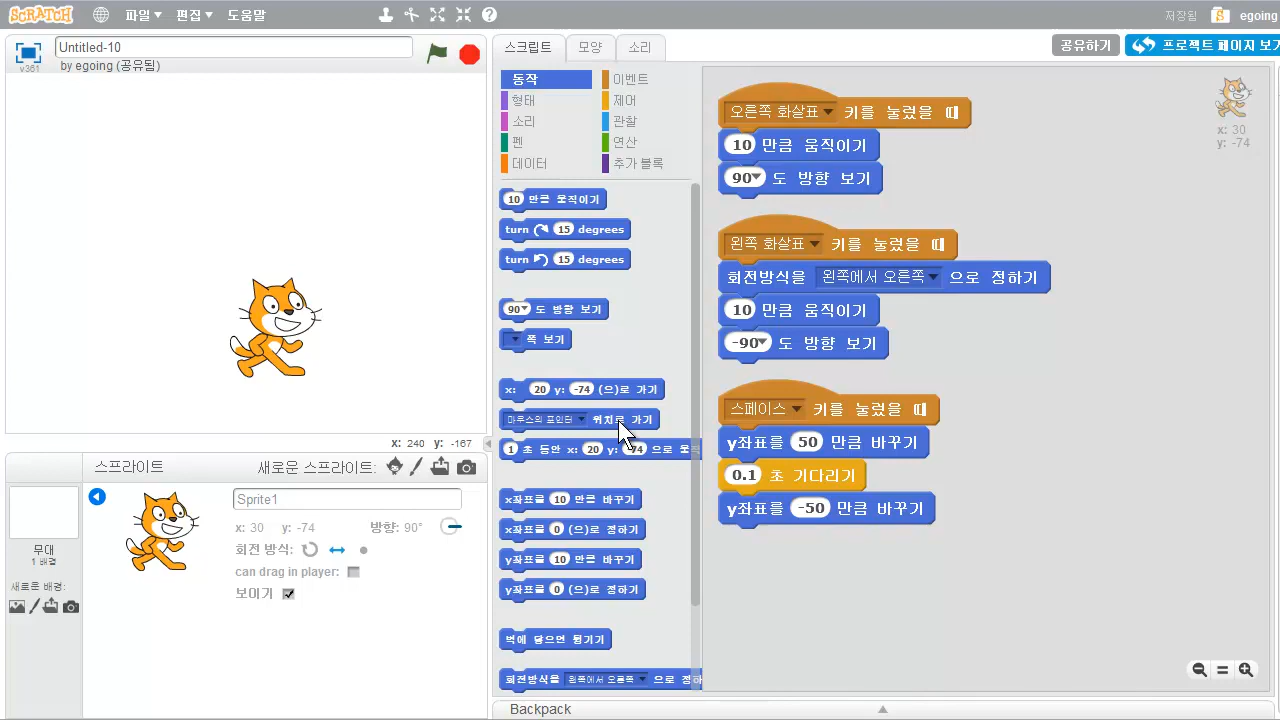 SCRATCH 파일 편집 도움말 저장됨 egoing
Untitled-10
v361 by egoing (공유됨)
스크립트 모양 소리 공유하기 프로젝트 페이지 보기
동작 이벤트
형태 제어
소리 관찰
펜 연산
데이터 추가 블록
10 만큼 움직이기
turn 15 degrees
turn 15 degrees
90 도 방향 보기
쪽 보기
x: 20 y: -74 (으)로 가기
마우스의 포인터 위치로 가기
1 초 동안 x: 20 y: -74 으로 움직
x좌표를 10 만큼 바꾸기
x좌표를 0 (으)로 정하기
y좌표를 10 만큼 바꾸기
y좌표를 0 (으)로 정하기
벽에 닿으면 튕기기
회전방식을 왼쪽에서 오른쪽 으로 정하
오른쪽 화살표 키를 눌렀을 때
10 만큼 움직이기
90 도 방향 보기
왼쪽 화살표 키를 눌렀을 때
회전방식을 왼쪽에서 오른쪽 으로 정하기
10 만큼 움직이기
-90 도 방향 보기
스페이스 키를 눌렀을 때
y좌표를 50 만큼 바꾸기
0.1 초 기다리기
y좌표를 -50 만큼 바꾸기
x: 30
y: -74
x: 240 y: -167
스프라이트 새로운 스프라이트:
무대
1 배경
새로운 배경:
Sprite1
x: 30 y: -74 방향: 90°
회전 방식:
can drag in player:
보이기
Backpack